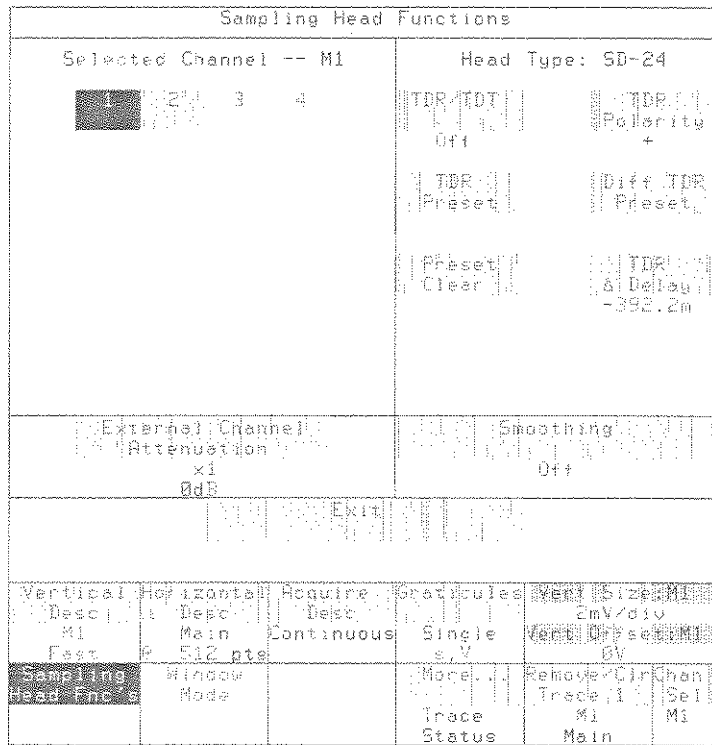 Sampling Head Functions
Selected Channel -- M1
Head Type: SD-24
1 2 3 4
TDR/TDT
Off
TDR
Polarity
+
TDR
Preset
Diff TDR
Preset
Preset
Clear
TDR
Δ Delay
-392.2m
External Channel
Attenuation
x1
0dB
Smoothing
Off
Exit
Vertical
Desc
M1
Fast
Horizontal
Desc
Main
512 pts
Acquire
Desc
Continuous
Graticules
Single
s,V
Vert Size:M1
2mV/div
Vert Offset:M1
0V
Sampling
Head Fnc's
Window
Mode
More...
Trace
Status
Remove/Clr
Trace 1
M1
Main
Chan
Sel
M1